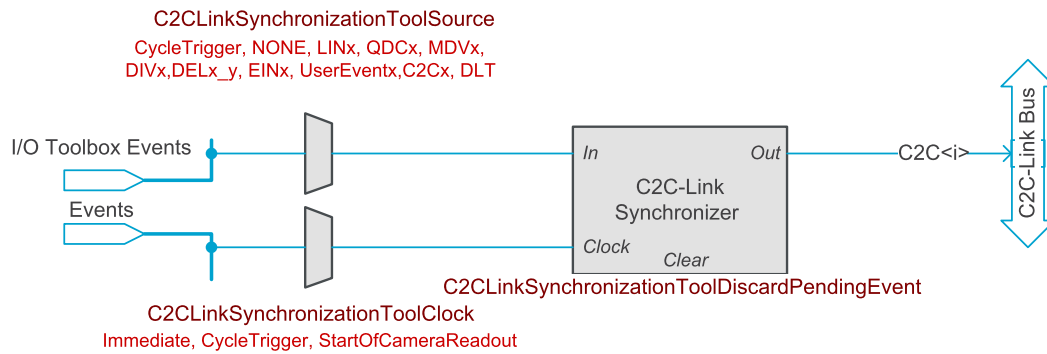 C2CLinkSynchronizationToolSource
CycleTrigger, NONE, LINx, QDCx, MDVx,
DIVx,DELx_y, EINx, UserEventx,C2Cx, DLT
I/O Toolbox Events
Events
In
Out
C2C-Link
Synchronizer
Clock
Clear
C2C<i>
C2C-Link Bus
C2CLinkSynchronizationToolDiscardPendingEvent
C2CLinkSynchronizationToolClock
Immediate, CycleTrigger, StartOfCameraReadout